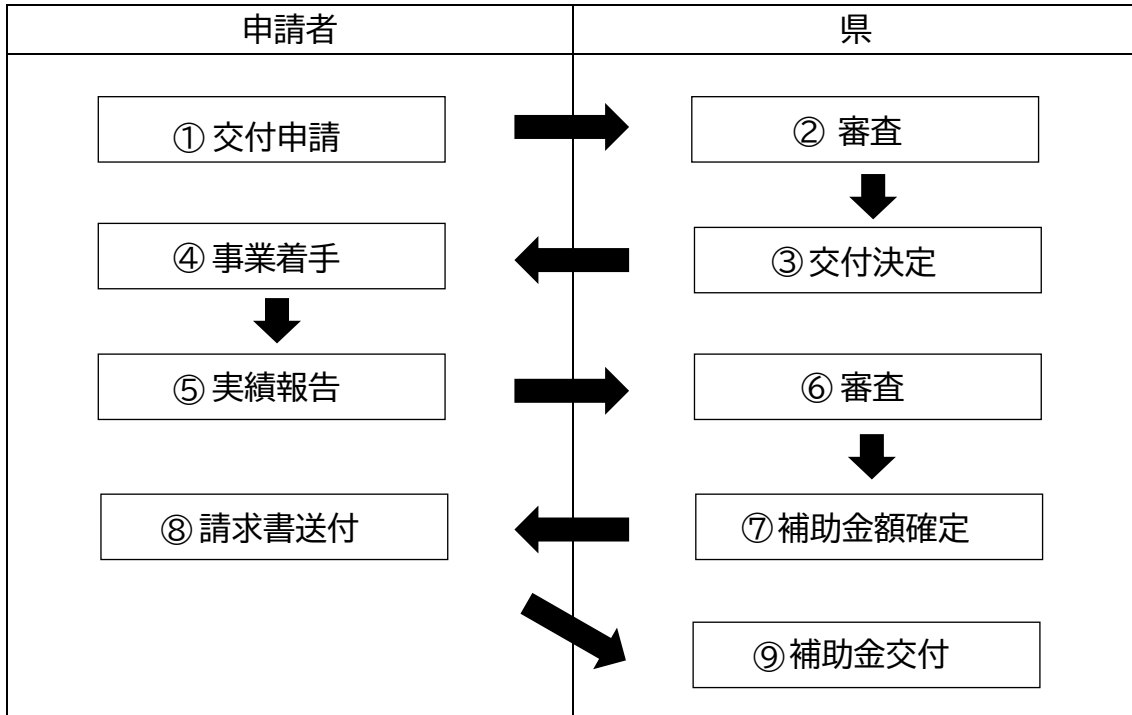 申請者
県
① 交付申請
② 審査
④ 事業着手
③ 交付決定
⑤ 実績報告
⑥ 審査
⑧ 請求書送付
⑦ 補助金額確定
⑨ 補助金交付